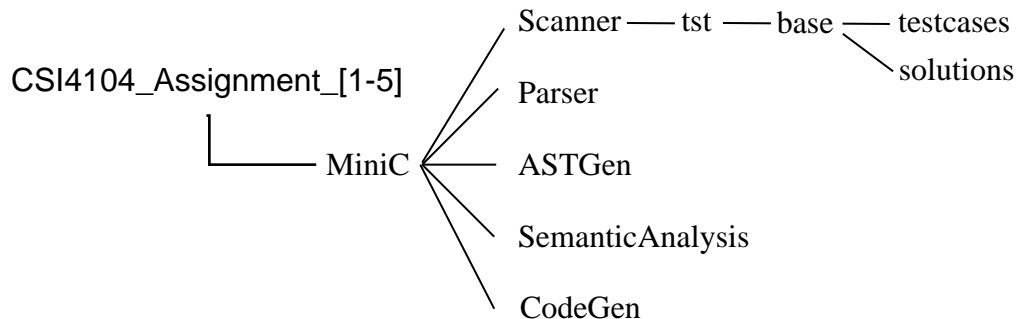 Scanner tst base testcases
solutions
CSI4104_Assignment_[1-5]
Parser
MiniC ASTGen
SemanticAnalysis
CodeGen